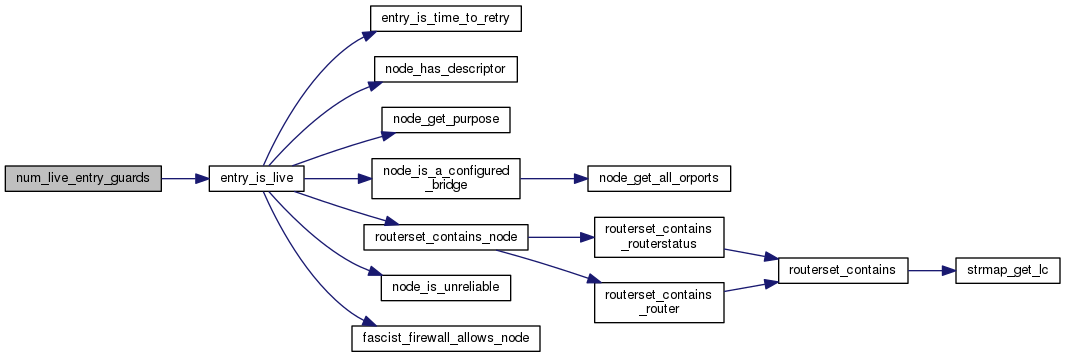 entry_is_time_to_retry
node_has_descriptor
node_get_purpose
num_live_entry_guards
entry_is_live
node_is_a_configured
_bridge
node_get_all_orports
routerset_contains_node
routerset_contains
_routerstatus
routerset_contains
strmap_get_lc
node_is_unreliable
routerset_contains
_router
fascist_firewall_allows_node